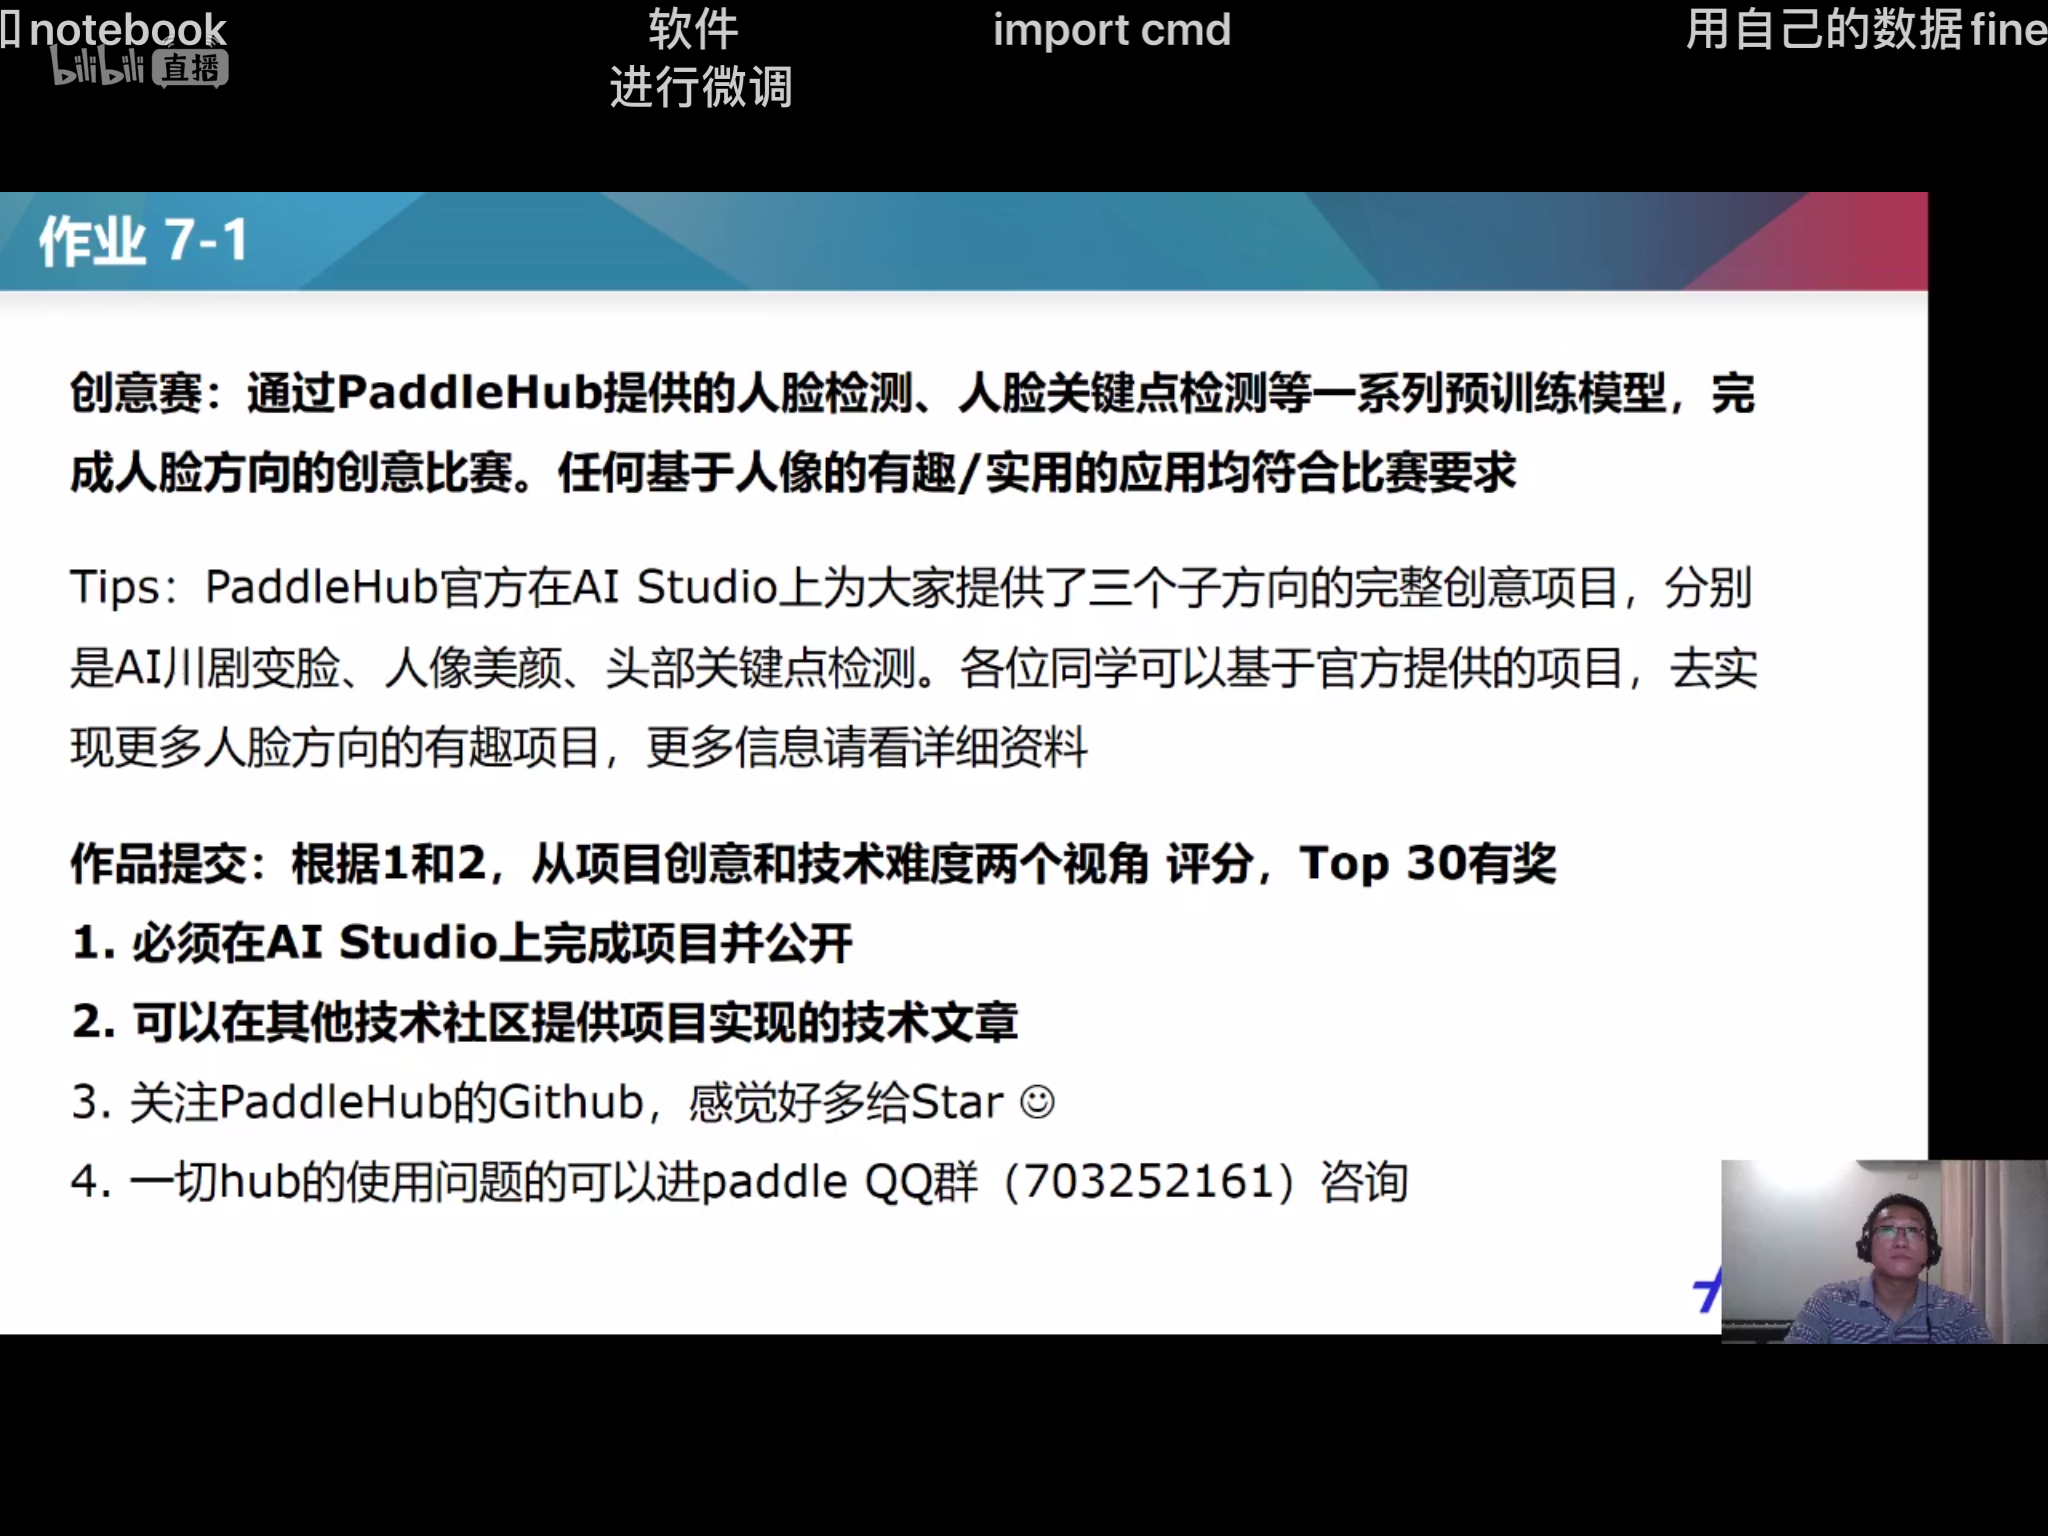 notebook
软件
import cmd
用自己的数据fine
bilibili 直播
进行微调
作业 7-1
创意赛：通过PaddleHub提供的人脸检测、人脸关键点检测等一系列预训练模型，完
成人脸方向的创意比赛。任何基于人像的有趣/实用的应用均符合比赛要求
Tips：PaddleHub官方在AI Studio上为大家提供了三个子方向的完整创意项目，分别
是AI川剧变脸、人像美颜、头部关键点检测。各位同学可以基于官方提供的项目，去实
现更多人脸方向的有趣项目，更多信息请看详细资料
作品提交：根据1和2，从项目创意和技术难度两个视角 评分，Top 30有奖
1. 必须在AI Studio上完成项目并公开
2. 可以在其他技术社区提供项目实现的技术文章
3. 关注PaddleHub的Github，感觉好多给Star ☺
4. 一切hub的使用问题的可以进paddle QQ群（703252161）咨询